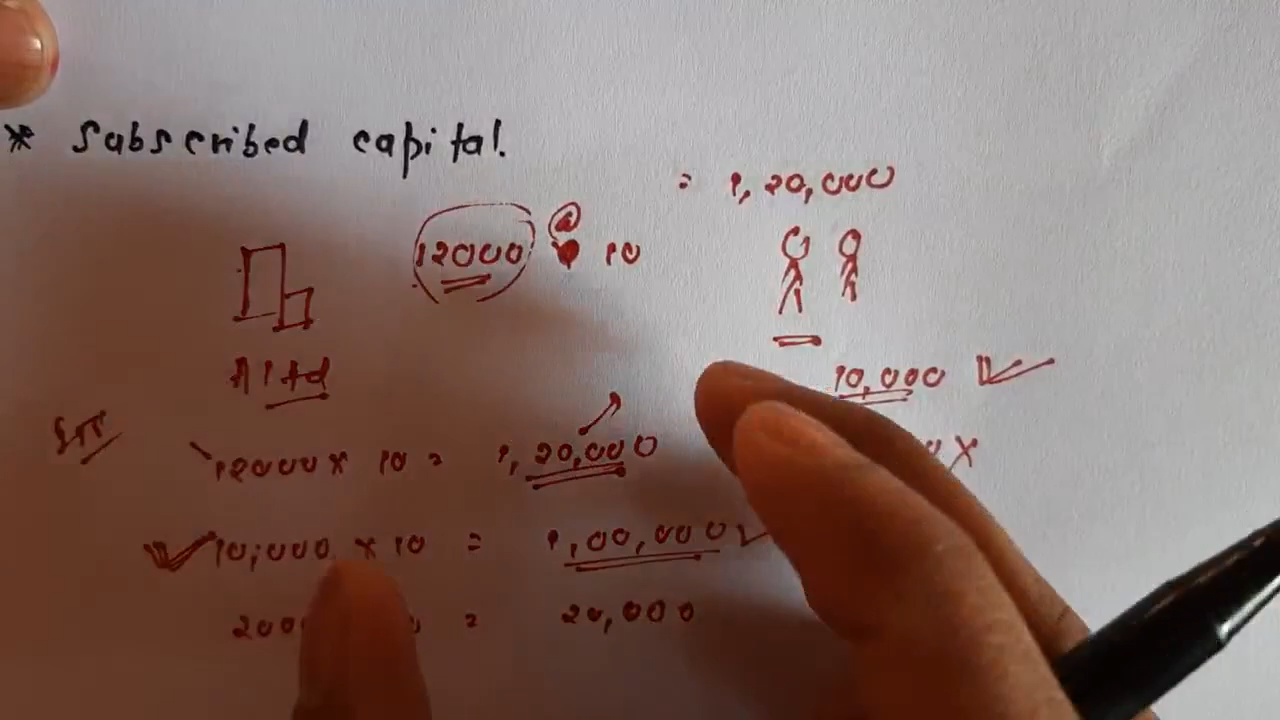 * Subscribed capital.
= 1,20,000
12000 @ 10
A ltd
10,000
12000 x 10 = 1,20,000
x
10,000 x 10 = 1,00,000
= 20,000